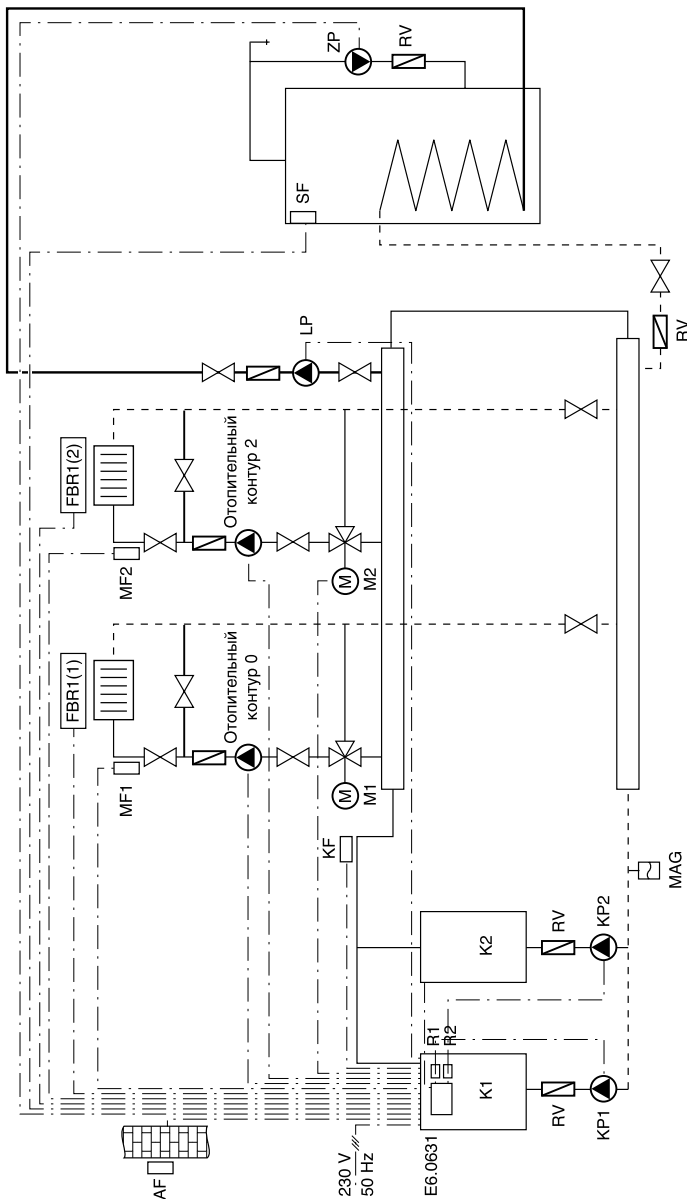 ZP
RV
SF
LP
RV
FBR1(2)
MF2
Отопительный
контур 2
M
M2
FBR1(1)
MF1
Отопительный
контур 0
M
M1
KF
MAG
K2
RV
KP2
R1
R2
K1
RV
KP1
AF
230 V
50 Hz
E6.0631